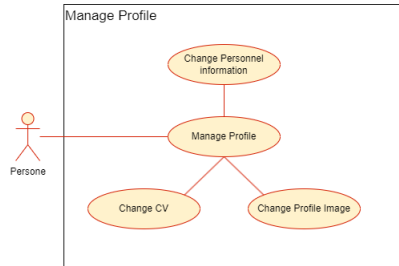 Manage Profile
Change Personnel
information
Manage Profile
Persone
Change CV
Change Profile Image